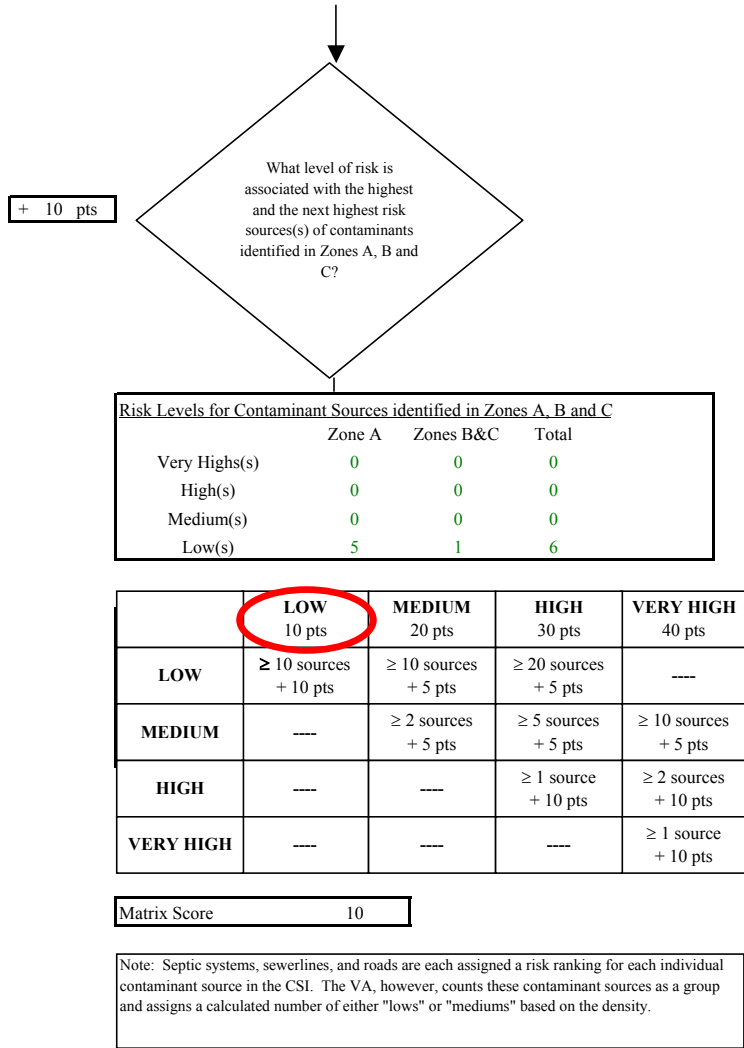 What level of risk is
associated with the highest
+ 10 pts
and the next highest risk
sources(s) of contaminants
identified in Zones A, B and
C?
Risk Levels for Contaminant Sources identified in Zones A, B and C
Zone A Zones B&C Total
Very Highs(s) 0 0 0
High(s) 0 0 0
Medium(s) 0 0 0
Low(s) 5 1 6
LOW MEDIUM HIGH VERY HIGH
10 pts 20 pts 30 pts 40 pts
LOW ≥ 10 sources ≥ 10 sources ≥ 20 sources ----
+ 10 pts + 5 pts + 5 pts
MEDIUM ---- ≥ 2 sources ≥ 5 sources ≥ 10 sources
+ 5 pts + 5 pts + 5 pts
HIGH ---- ---- ≥ 1 source ≥ 2 sources
+ 10 pts + 10 pts
VERY HIGH ---- ---- ---- ≥ 1 source
+ 10 pts
Matrix Score 10
Note: Septic systems, sewerlines, and roads are each assigned a risk ranking for each individual
contaminant source in the CSI. The VA, however, counts these contaminant sources as a group
and assigns a calculated number of either "lows" or "mediums" based on the density.